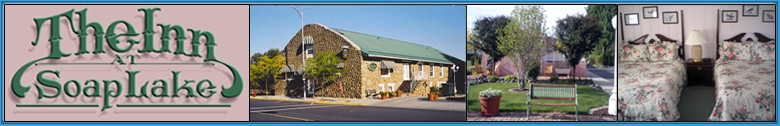 The Inn
AT
Soap Lake